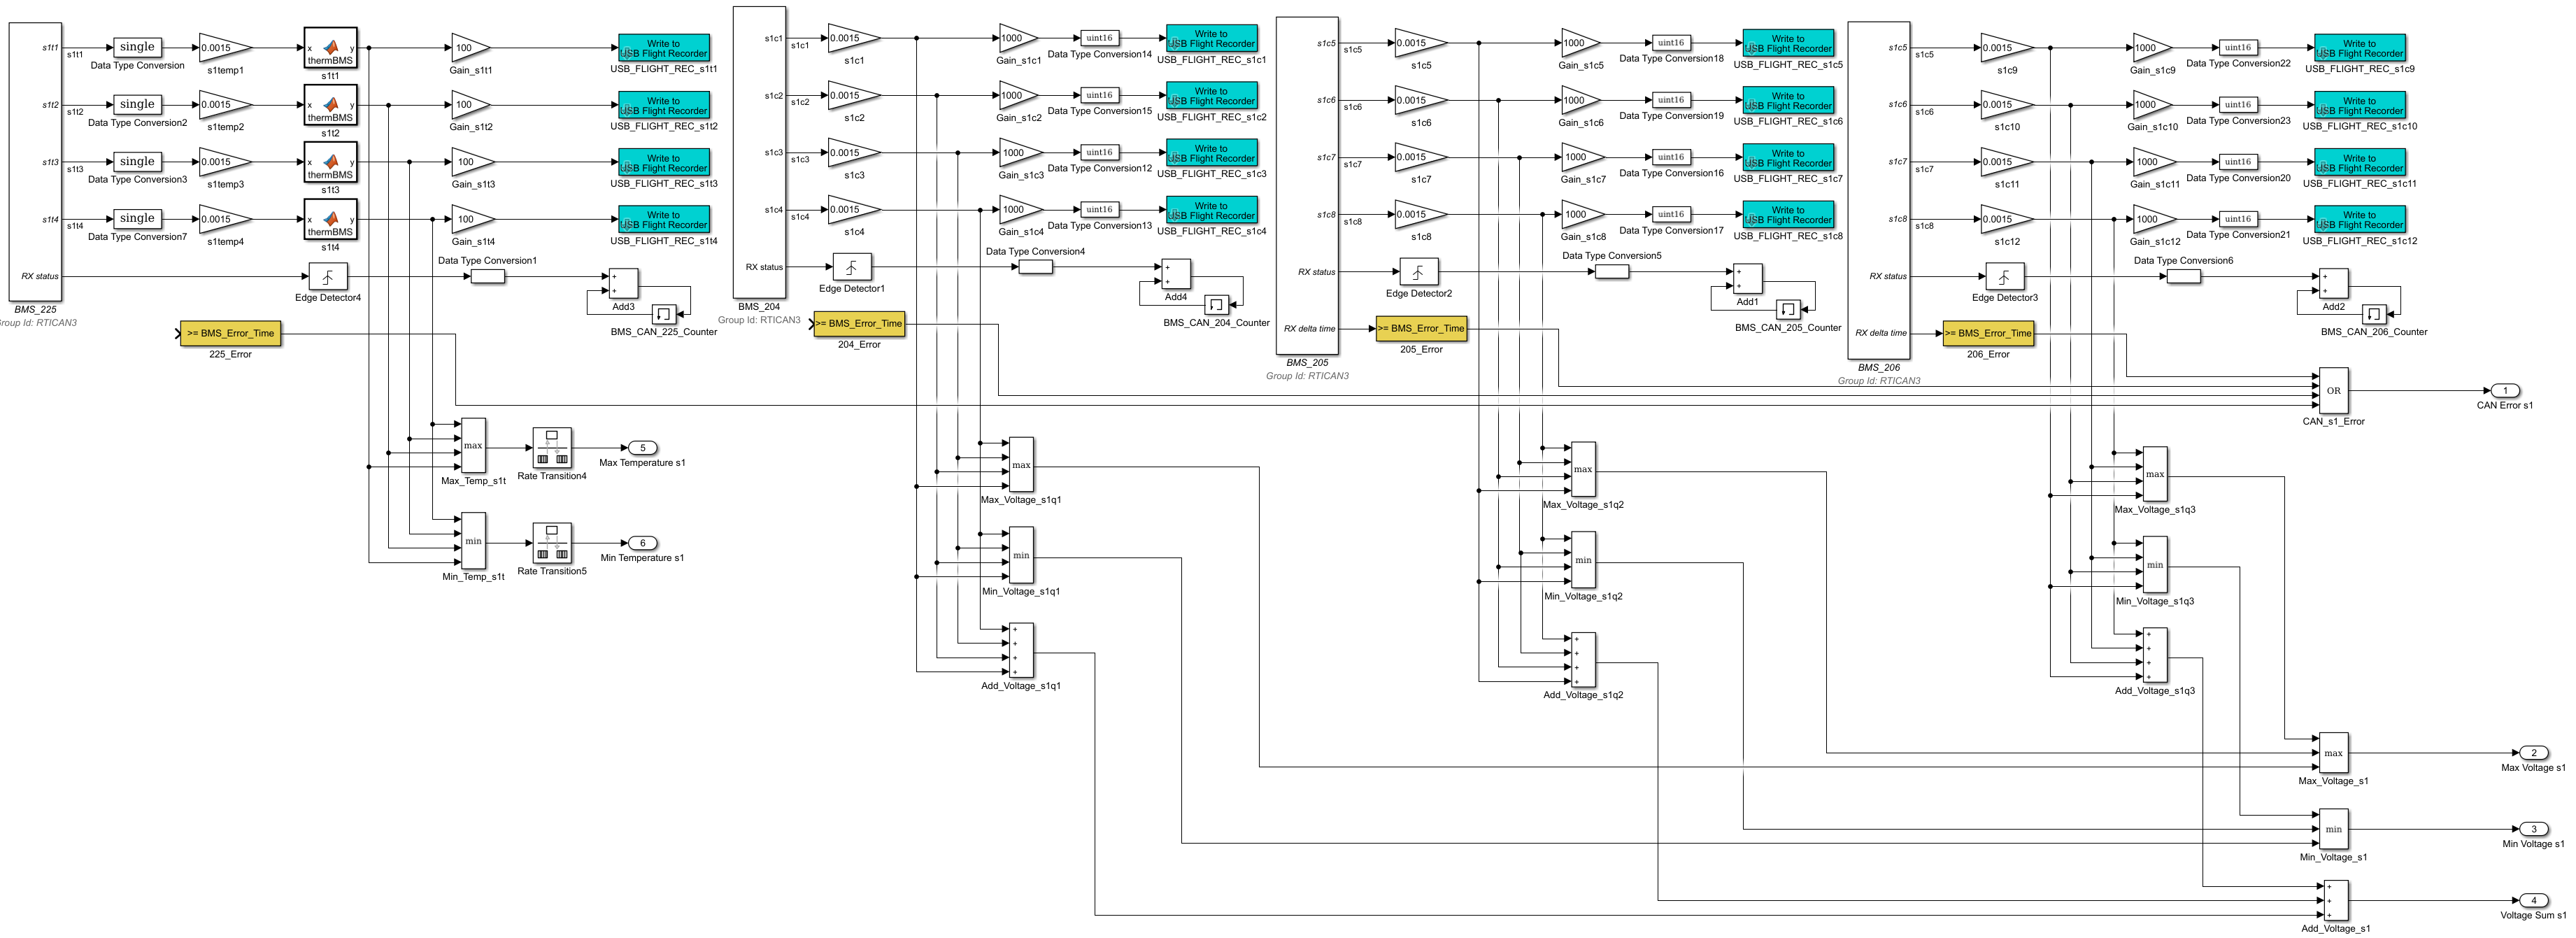 s1t1
s1t1
single
Data Type Conversion
0.0015
s1temp1
x
y
thermBMS
s1t1
100
Gain_s1t1
Write to
USB Flight Recorder
USB_FLIGHT_REC_s1t1
s1t2
s1t2
single
Data Type Conversion2
0.0015
s1temp2
x
y
thermBMS
s1t2
100
Gain_s1t2
Write to
USB Flight Recorder
USB_FLIGHT_REC_s1t2
s1t3
s1t3
single
Data Type Conversion3
0.0015
s1temp3
x
y
thermBMS
s1t3
100
Gain_s1t3
Write to
USB Flight Recorder
USB_FLIGHT_REC_s1t3
s1t4
s1t4
single
Data Type Conversion7
0.0015
s1temp4
x
y
thermBMS
s1t4
100
Gain_s1t4
Write to
USB Flight Recorder
USB_FLIGHT_REC_s1t4
RX status
Edge Detector4
Data Type Conversion1
+
+
Add3
BMS_CAN_225_Counter
BMS_225
Group Id: RTICAN3
>= BMS_Error_Time
225_Error
max
Max_Temp_s1t
Rate Transition4
5
Max Temperature s1
min
Min_Temp_s1t
Rate Transition5
6
Min Temperature s1
s1c1
s1c1
0.0015
s1c1
1000
Gain_s1c1
uint16
Data Type Conversion14
Write to
USB Flight Recorder
USB_FLIGHT_REC_s1c1
s1c2
s1c2
0.0015
s1c2
1000
Gain_s1c2
uint16
Data Type Conversion15
Write to
USB Flight Recorder
USB_FLIGHT_REC_s1c2
s1c3
s1c3
0.0015
s1c3
1000
Gain_s1c3
uint16
Data Type Conversion12
Write to
USB Flight Recorder
USB_FLIGHT_REC_s1c3
s1c4
s1c4
0.0015
s1c4
1000
Gain_s1c4
uint16
Data Type Conversion13
Write to
USB Flight Recorder
USB_FLIGHT_REC_s1c4
RX status
Edge Detector1
Data Type Conversion4
+
+
Add4
BMS_CAN_204_Counter
BMS_204
Group Id: RTICAN3
>= BMS_Error_Time
204_Error
max
Max_Voltage_s1q1
min
Min_Voltage_s1q1
+
+
+
+
Add_Voltage_s1q1
s1c5
s1c5
0.0015
s1c5
1000
Gain_s1c5
uint16
Data Type Conversion18
Write to
USB Flight Recorder
USB_FLIGHT_REC_s1c5
s1c6
s1c6
0.0015
s1c6
1000
Gain_s1c6
uint16
Data Type Conversion19
Write to
USB Flight Recorder
USB_FLIGHT_REC_s1c6
s1c7
s1c7
0.0015
s1c7
1000
Gain_s1c7
uint16
Data Type Conversion16
Write to
USB Flight Recorder
USB_FLIGHT_REC_s1c7
s1c8
s1c8
0.0015
s1c8
1000
Gain_s1c8
uint16
Data Type Conversion17
Write to
USB Flight Recorder
USB_FLIGHT_REC_s1c8
RX status
Edge Detector2
Data Type Conversion5
+
+
Add1
BMS_CAN_205_Counter
RX delta time
>= BMS_Error_Time
205_Error
BMS_205
Group Id: RTICAN3
max
Max_Voltage_s1q2
min
Min_Voltage_s1q2
+
+
+
+
Add_Voltage_s1q2
s1c5
s1c5
0.0015
s1c9
1000
Gain_s1c9
uint16
Data Type Conversion22
Write to
USB Flight Recorder
USB_FLIGHT_REC_s1c9
s1c6
s1c6
0.0015
s1c10
1000
Gain_s1c10
uint16
Data Type Conversion23
Write to
USB Flight Recorder
USB_FLIGHT_REC_s1c10
s1c7
s1c7
0.0015
s1c11
1000
Gain_s1c11
uint16
Data Type Conversion20
Write to
USB Flight Recorder
USB_FLIGHT_REC_s1c11
s1c8
s1c8
0.0015
s1c12
1000
Gain_s1c12
uint16
Data Type Conversion21
Write to
USB Flight Recorder
USB_FLIGHT_REC_s1c12
RX status
Edge Detector3
Data Type Conversion6
+
+
Add2
BMS_CAN_206_Counter
RX delta time
>= BMS_Error_Time
206_Error
BMS_206
Group Id: RTICAN3
OR
CAN_s1_Error
1
CAN Error s1
max
Max_Voltage_s1q3
min
Min_Voltage_s1q3
+
+
+
+
Add_Voltage_s1q3
max
Max_Voltage_s1
2
Max Voltage s1
min
Min_Voltage_s1
3
Min Voltage s1
+
+
+
Add_Voltage_s1
4
Voltage Sum s1